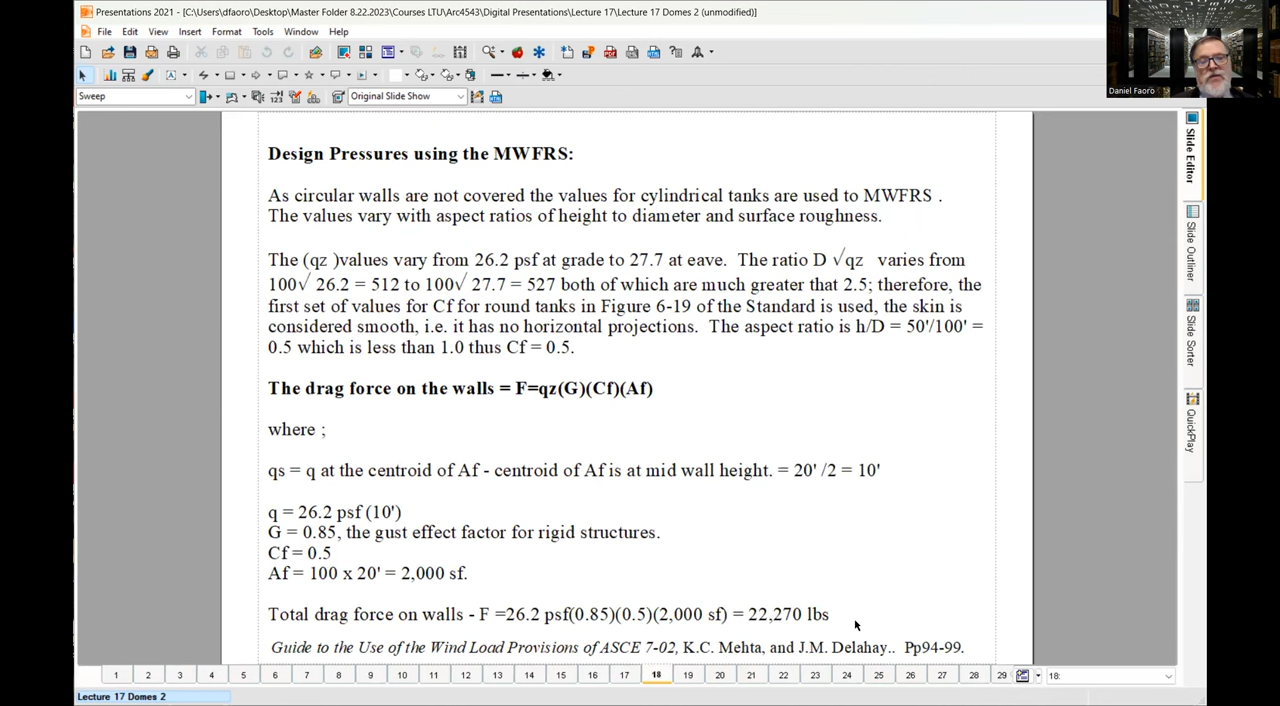 Presentations 2021 - [C:\Users\dfaoro\Desktop\Master Folder 8.22.2023\Courses LTU\Arc4543\Digital Presentations\Lecture 17\Lecture 17 Domes 2 (unmodified)]
File Edit View Insert Format Tools Window Help
Sweep
Original Slide Show
Daniel Faoro
Design Pressures using the MWFRS:
As circular walls are not covered the values for cylindrical tanks are used to MWFRS .
The values vary with aspect ratios of height to diameter and surface roughness.
The (qz )values vary from 26.2 psf at grade to 27.7 at eave. The ratio D √qz varies from
100√ 26.2 = 512 to 100√ 27.7 = 527 both of which are much greater that 2.5; therefore, the
first set of values for Cf for round tanks in Figure 6-19 of the Standard is used, the skin is
considered smooth, i.e. it has no horizontal projections. The aspect ratio is h/D = 50'/100' =
0.5 which is less than 1.0 thus Cf = 0.5.
The drag force on the walls = F=qz(G)(Cf)(Af)
where ;
qs = q at the centroid of Af - centroid of Af is at mid wall height. = 20' /2 = 10'
q = 26.2 psf (10')
G = 0.85, the gust effect factor for rigid structures.
Cf = 0.5
Af = 100 x 20' = 2,000 sf.
Total drag force on walls - F =26.2 psf(0.85)(0.5)(2,000 sf) = 22,270 lbs
Guide to the Use of the Wind Load Provisions of ASCE 7-02, K.C. Mehta, and J.M. Delahay.. Pp94-99.
Slide Editor
Slide Outliner
Slide Sorter
QuickPlay
1 2 3 4 5 6 7 8 9 10 11 12 13 14 15 16 17 18 19 20 21 22 23 24 25 26 27 28 29 18:
Lecture 17 Domes 2